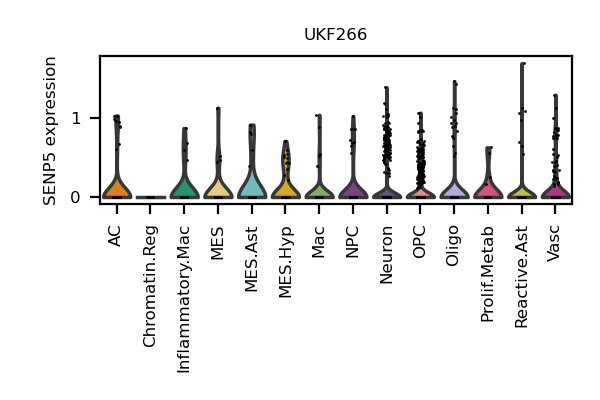 UKF266
SENP5 expression
1
0
AC
Chromatin.Reg
Inflammatory.Mac
MES
MES.Ast
MES.Hyp
Mac
NPC
Neuron
OPC
Oligo
Prolif.Metab
Reactive.Ast
Vasc